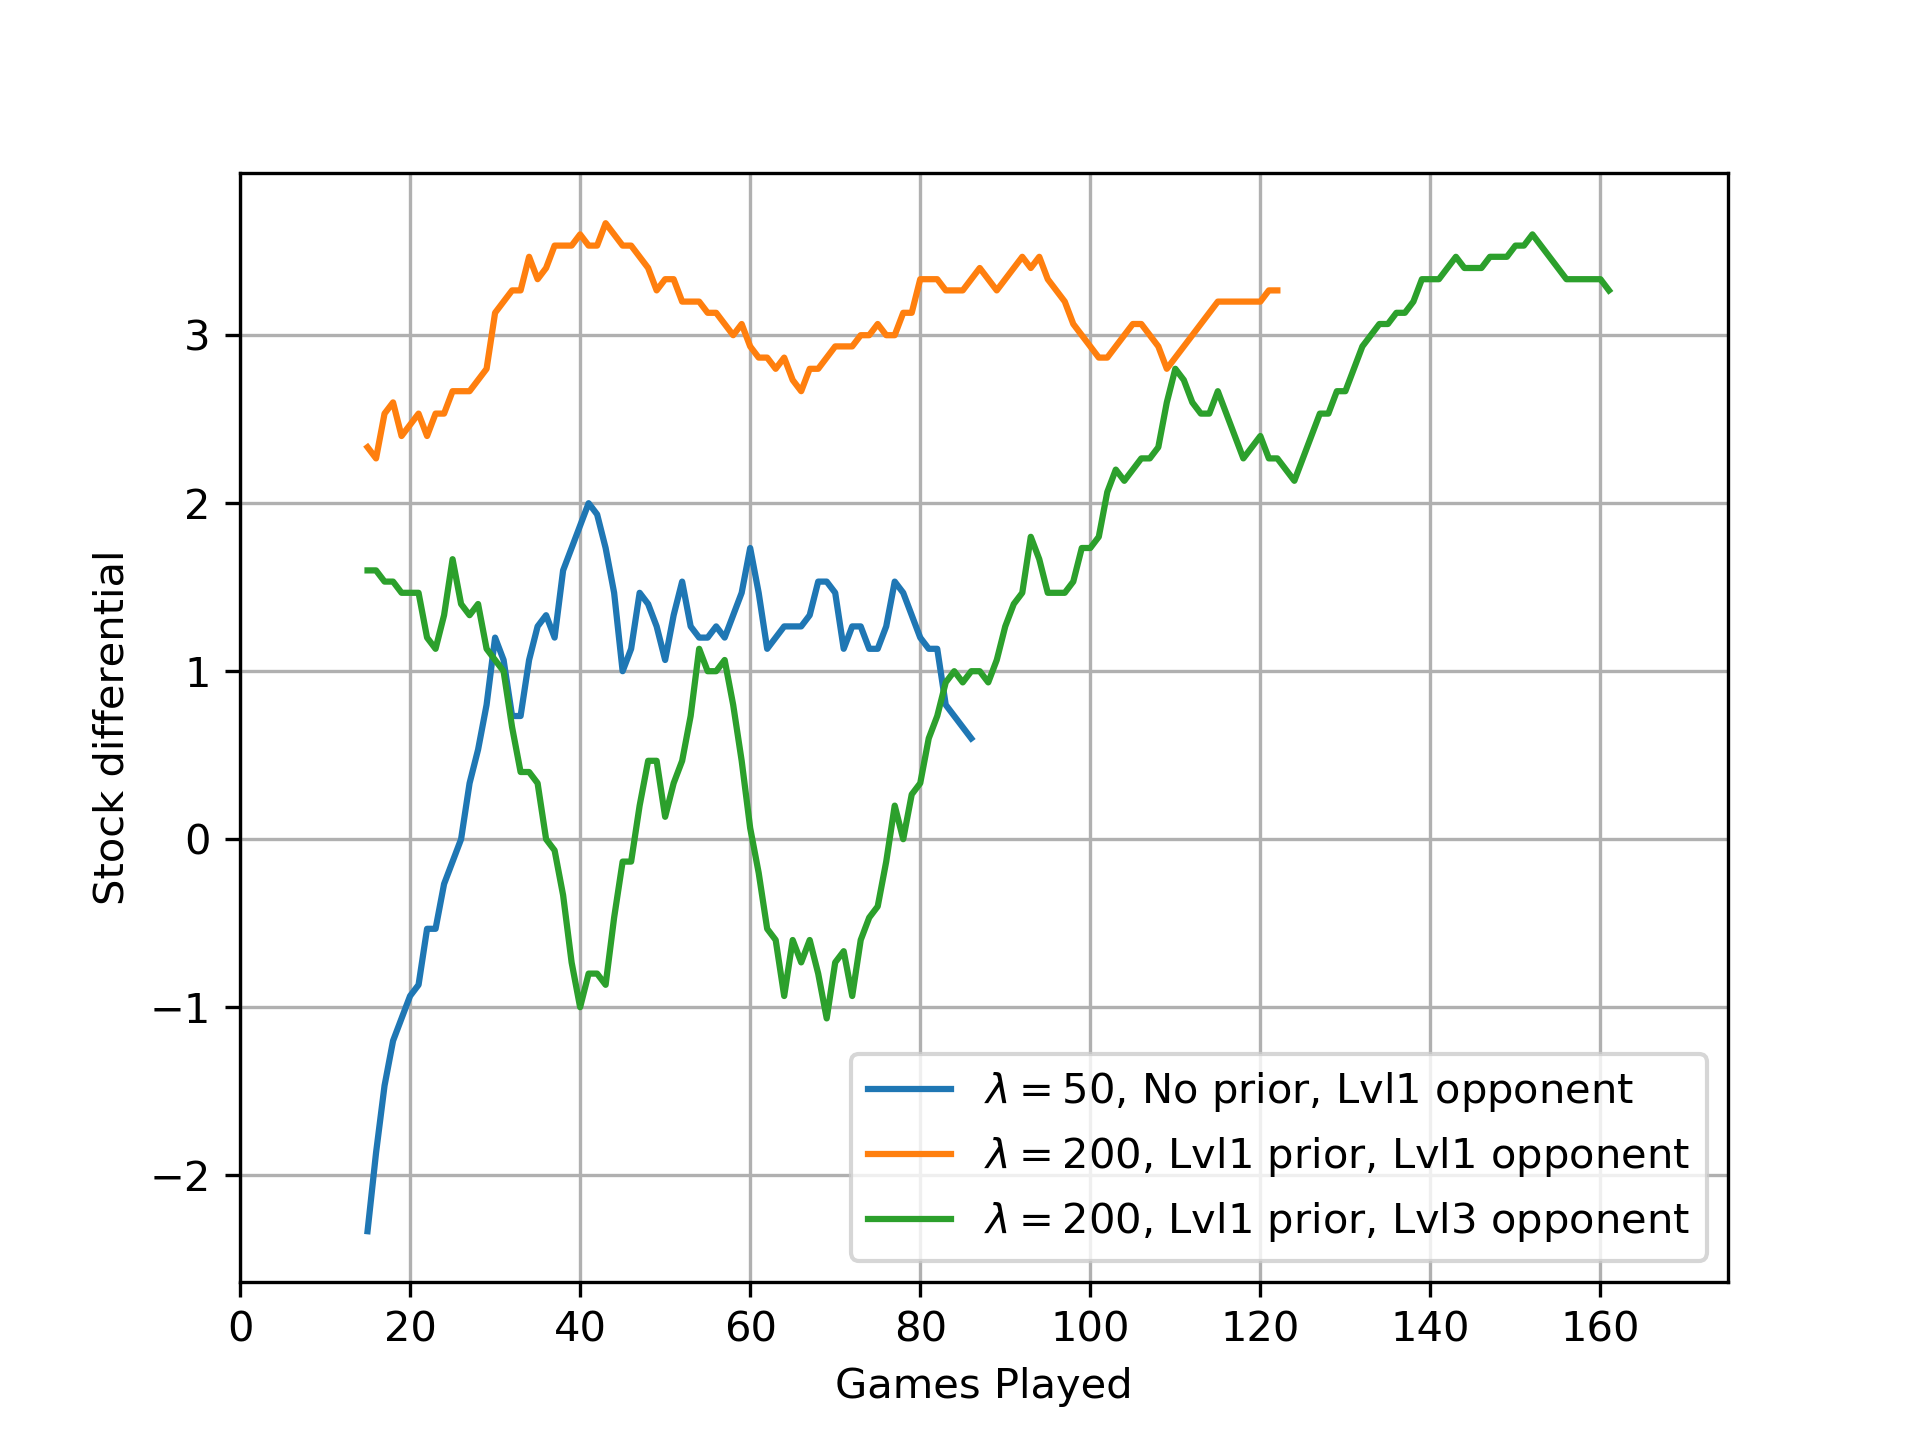 3
2
1
0
−1
−2
Stock differential
λ = 50, No prior, Lvl1 opponent
λ = 200, Lvl1 prior, Lvl1 opponent
λ = 200, Lvl1 prior, Lvl3 opponent
0 20 40 60 80 100 120 140 160
Games Played